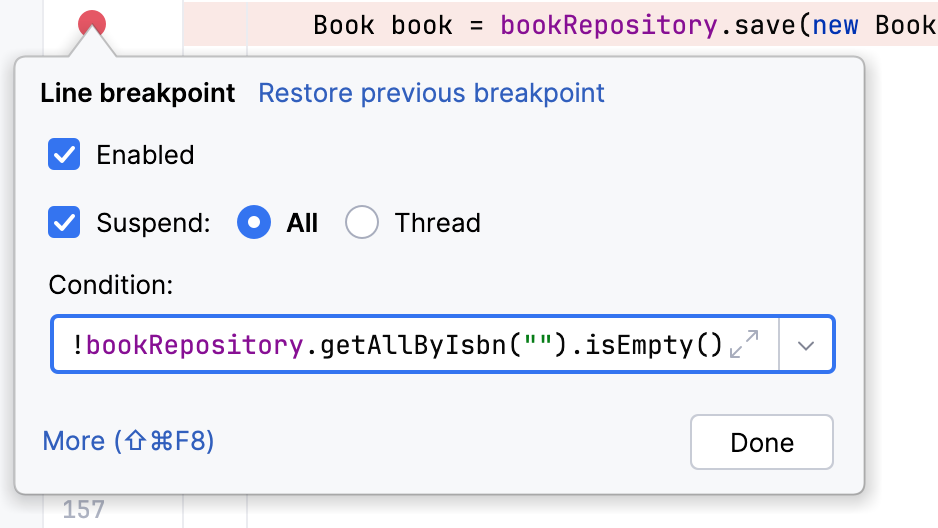 Book book = bookRepository.save(new Book
Line breakpoint Restore previous breakpoint
Enabled
Suspend: All Thread
Condition:
!bookRepository.getAllByIsbn("").isEmpty()
More (⇧⌘F8) Done
157